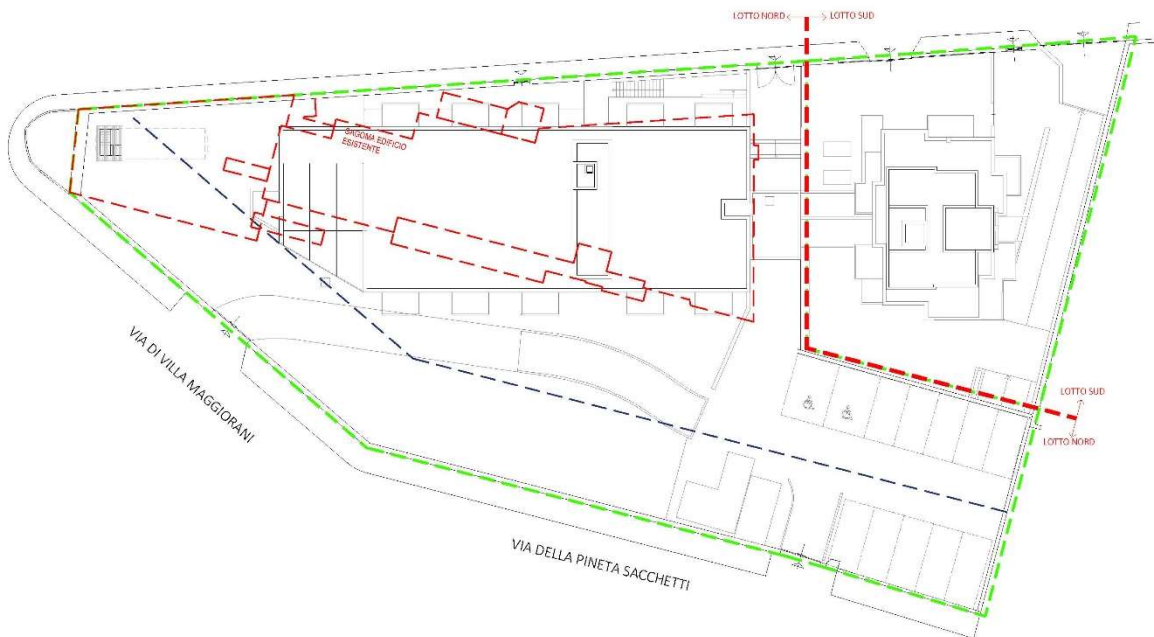 LOTTO NORD
LOTTO SUD
SAGOMA EDIFICIO
ESISTENTE
LOTTO SUD
LOTTO NORD
VIA DI VILLA MAGGIORANI
VIA DELLA PINETA SACCHETTI